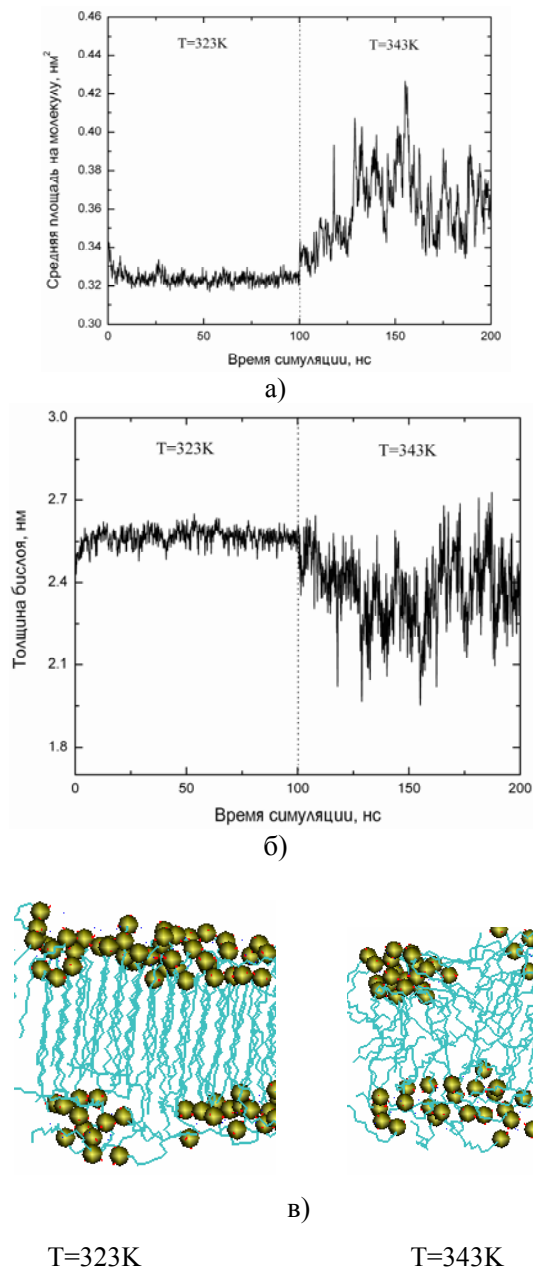 0.46
0.44
0.42
0.40
0.38
0.36
0.34
0.32
0.30
Средняя площадь на молекулу, нм²
T=323K T=343K
0 50 100 150 200
Время симуляции, нс
а)
3.0
2.7
2.4
2.1
1.8
Толщина бислоя, нм
T=323K T=343K
0 50 100 150 200
Время симуляции, нс
б)
в)
T=323K T=343K